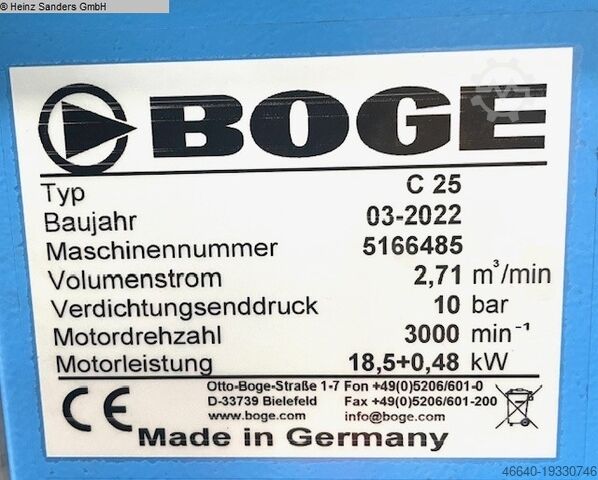 © Heinz Sanders GmbH
BOGE
Typ C 25
Baujahr 03-2022
Maschinennummer 5166485
Volumenstrom 2,71 m³/min
Verdichtungsenddruck 10 bar
Motordrehzahl 3000 min⁻¹
Motorleistung 18,5+0,48 kW
CE
Otto-Boge-Straße 1-7 Fon +49(0)5206/601-0
D-33739 Bielefeld Fax +49(0)5206/601-200
www.boge.com info@boge.com
Made in Germany
46640-19330746